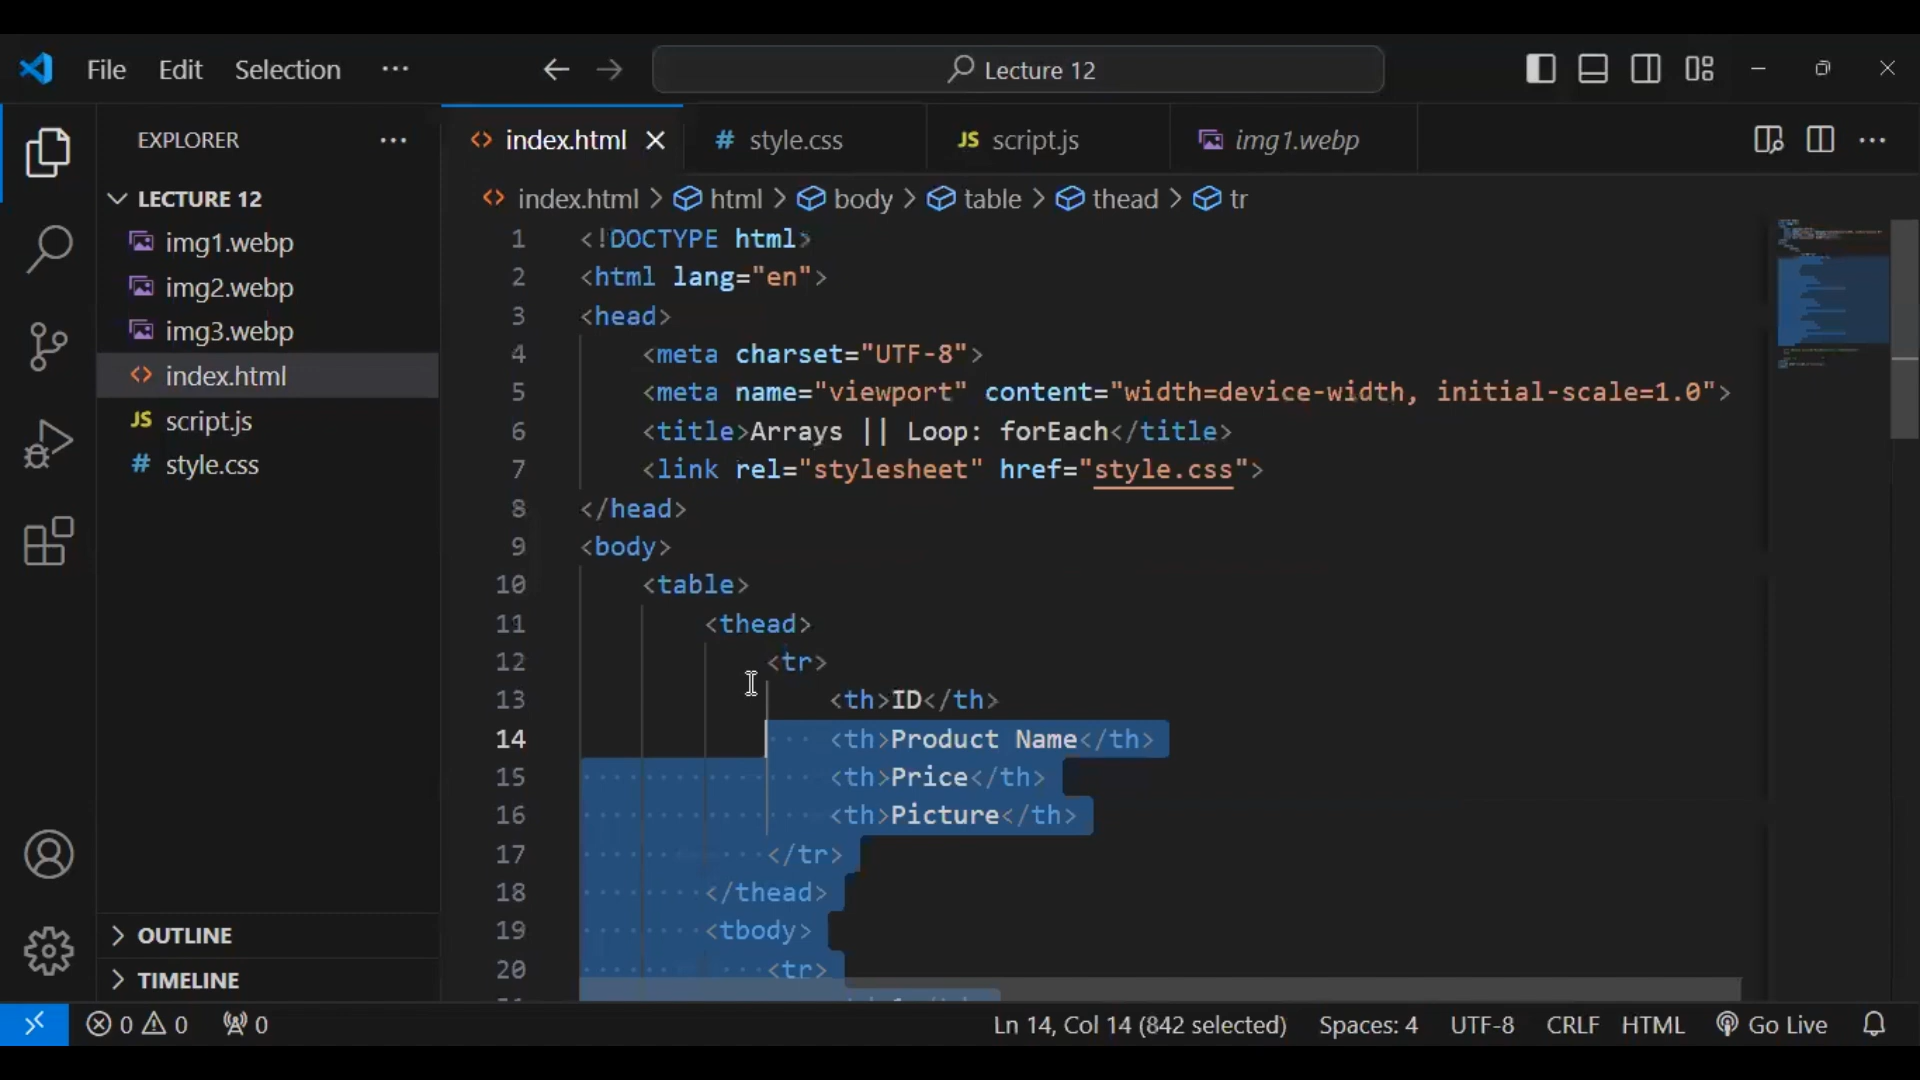 File Edit Selection ··· Lecture 12
EXPLORER ···
LECTURE 12
img1.webp
img2.webp
img3.webp
index.html
JS script.js
# style.css
OUTLINE
TIMELINE
index.html # style.css JS script.js img1.webp
index.html > html > body > table > thead > tr
1 <!DOCTYPE html>
2 <html lang="en">
3 <head>
4 <meta charset="UTF-8">
5 <meta name="viewport" content="width=device-width, initial-scale=1.0">
6 <title>Arrays || Loop: forEach</title>
7 <link rel="stylesheet" href="style.css">
8 </head>
9 <body>
10 <table>
11 <thead>
12 <tr>
13 <th>ID</th>
14 <th>Product Name</th>
15 <th>Price</th>
16 <th>Picture</th>
17 </tr>
18 </thead>
19 <tbody>
20 <tr>
0 0 0 Ln 14, Col 14 (842 selected) Spaces: 4 UTF-8 CRLF HTML Go Live